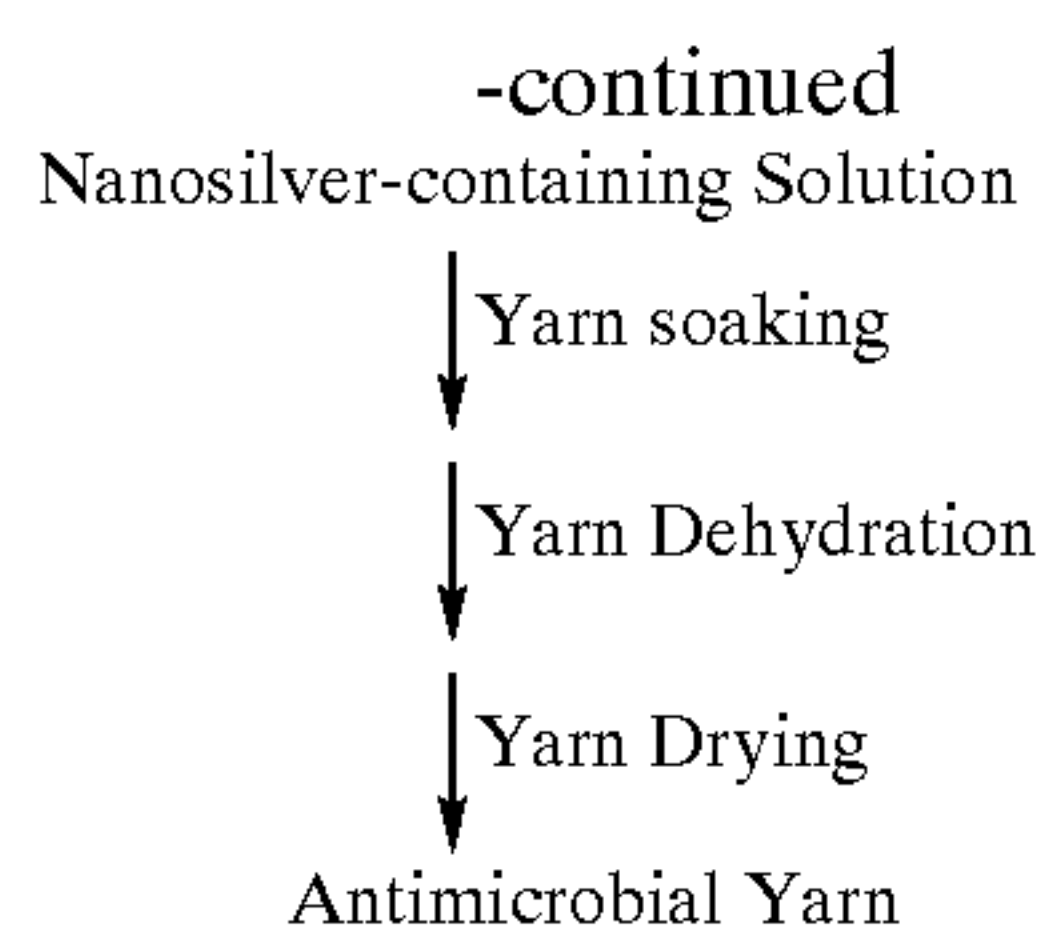 -continued
Nanosilver-containing Solution
Yarn soaking
Yarn Dehydration
Yarn Drying
Antimicrobial Yarn